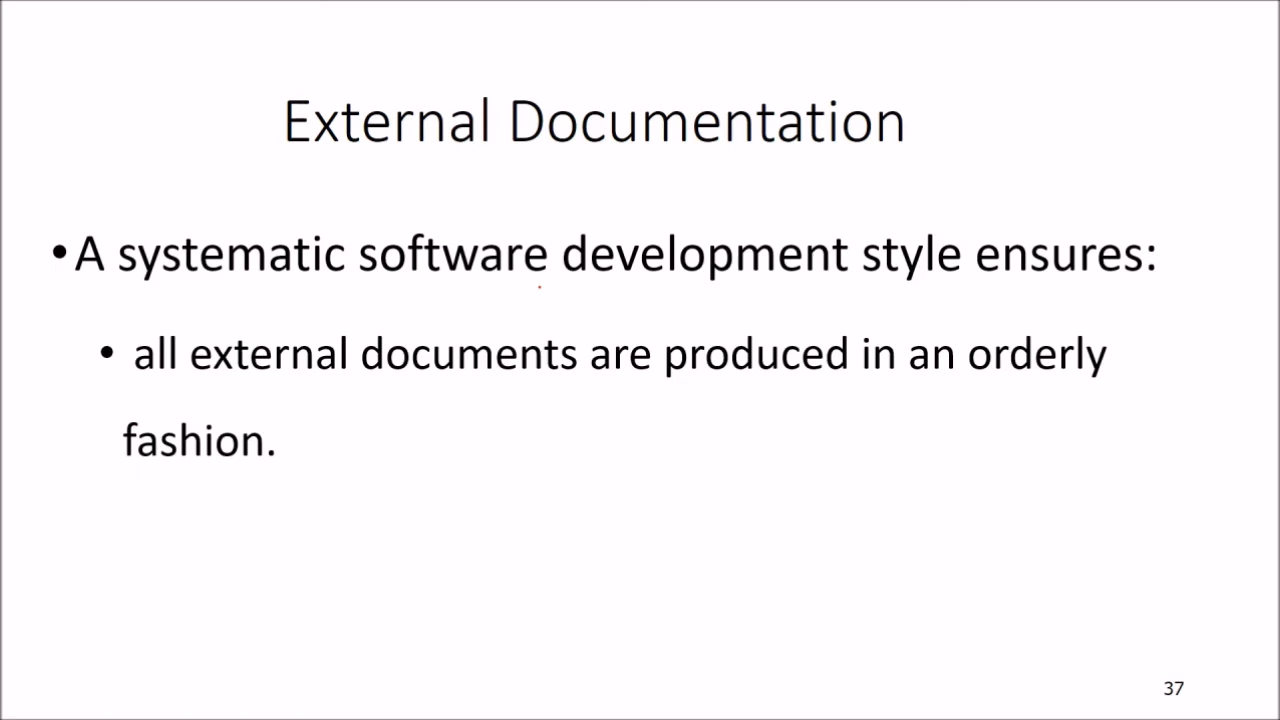 External Documentation
•A systematic software development style ensures:
• all external documents are produced in an orderly
fashion.
37